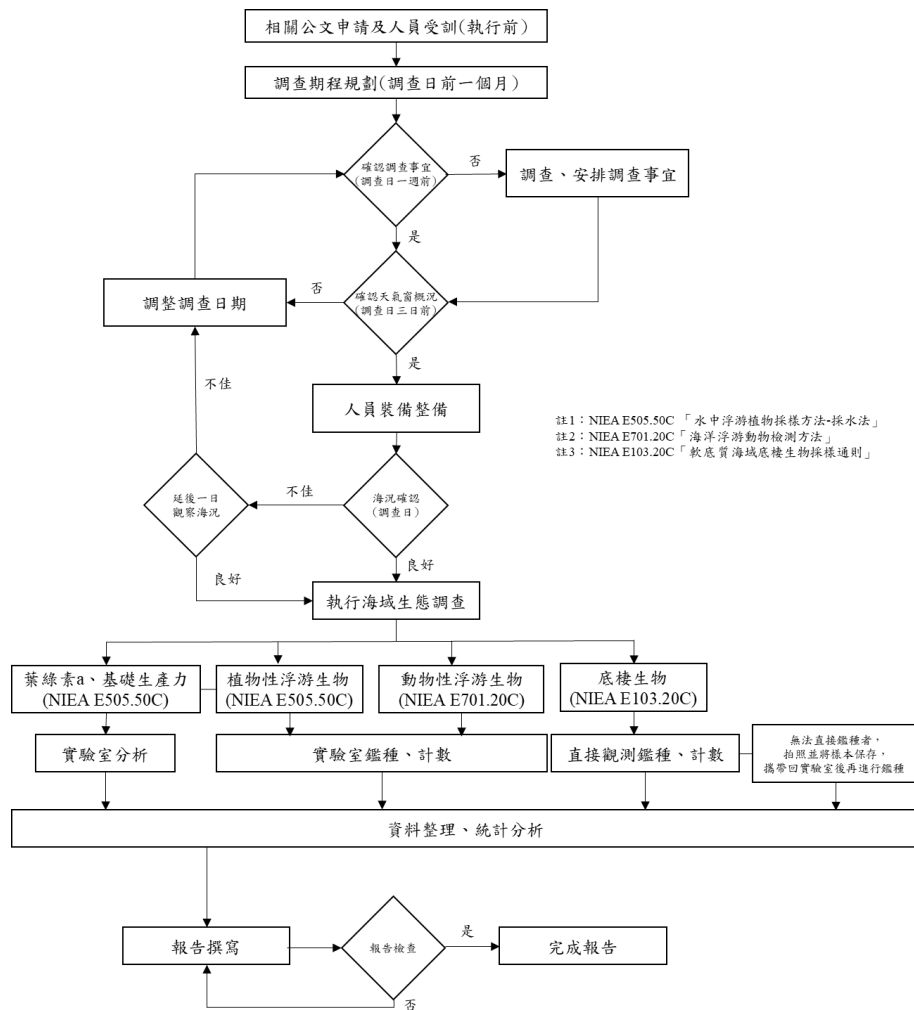 相關公文申請及人員受訓(執行前)
調查期程規劃(調查日前一個月)
確認調查事宜
(調查日一週前)
否
調查、安排調查事宜
是
調整調查日期
否
確認天氣窗概況
(調查日三日前)
是
不佳
人員裝備整備
註1：NIEA E505.50C「水中浮游植物採樣方法-採水法」
註2：NIEA E701.20C「海洋浮游動物檢測方法」
註3：NIEA E103.20C「軟底質海域底棲生物採樣通則」
延後一日
觀察海況
不佳
海況確認
(調查日)
良好
良好
執行海域生態調查
葉綠素a、基礎生產力
(NIEA E505.50C)
植物性浮游生物
(NIEA E505.50C)
動物性浮游生物
(NIEA E701.20C)
底棲生物
(NIEA E103.20C)
實驗室分析
實驗室鑑種、計數
直接觀測鑑種、計數
無法直接鑑種者，
拍照並將樣本保存，
攜帶回實驗室後再進行鑑種
資料整理、統計分析
報告撰寫
報告檢查
是
完成報告
否